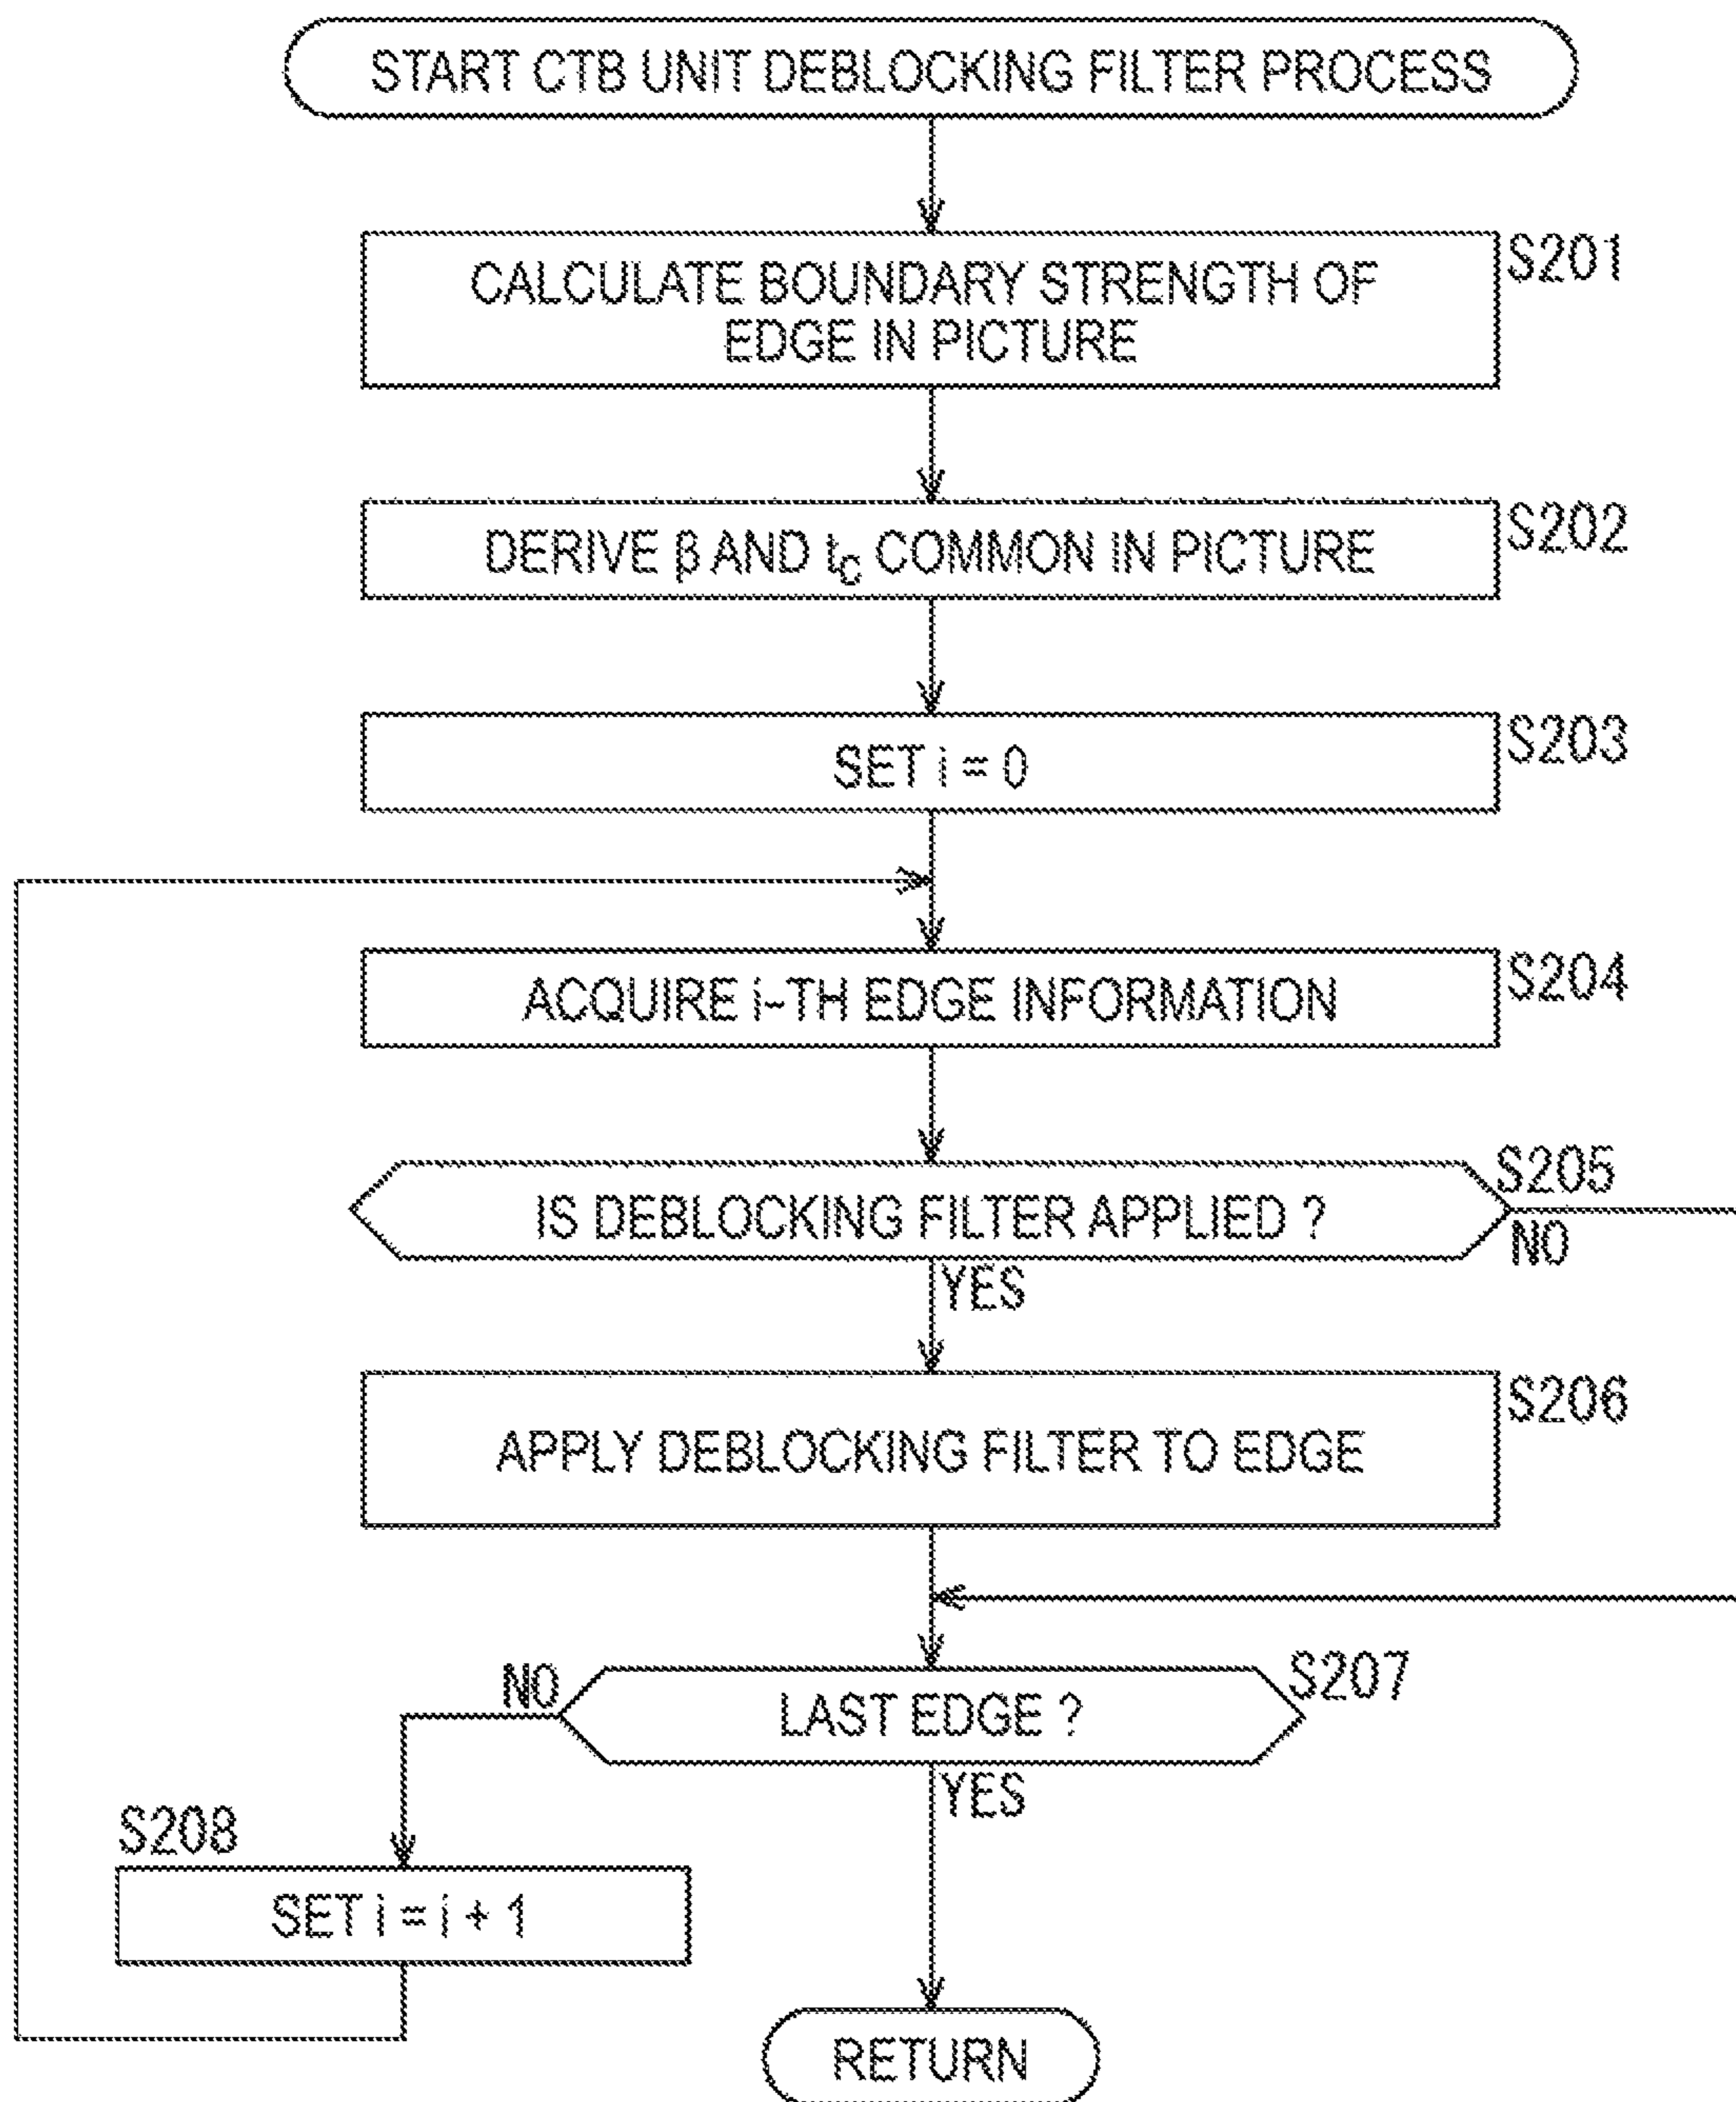 START CTB UNIT DEBLOCKING FILTER PROCESS
S201
CALCULATE BOUNDARY STRENGTH OF
EDGE IN PICTURE
S202
DERIVE β AND tC COMMON IN PICTURE
S203
SET i = 0
S204
ACQUIRE i-TH EDGE INFORMATION
S205
IS DEBLOCKING FILTER APPLIED ?
NO
YES
S206
APPLY DEBLOCKING FILTER TO EDGE
S207
NO
LAST EDGE ?
YES
S208
SET i = i + 1
RETURN